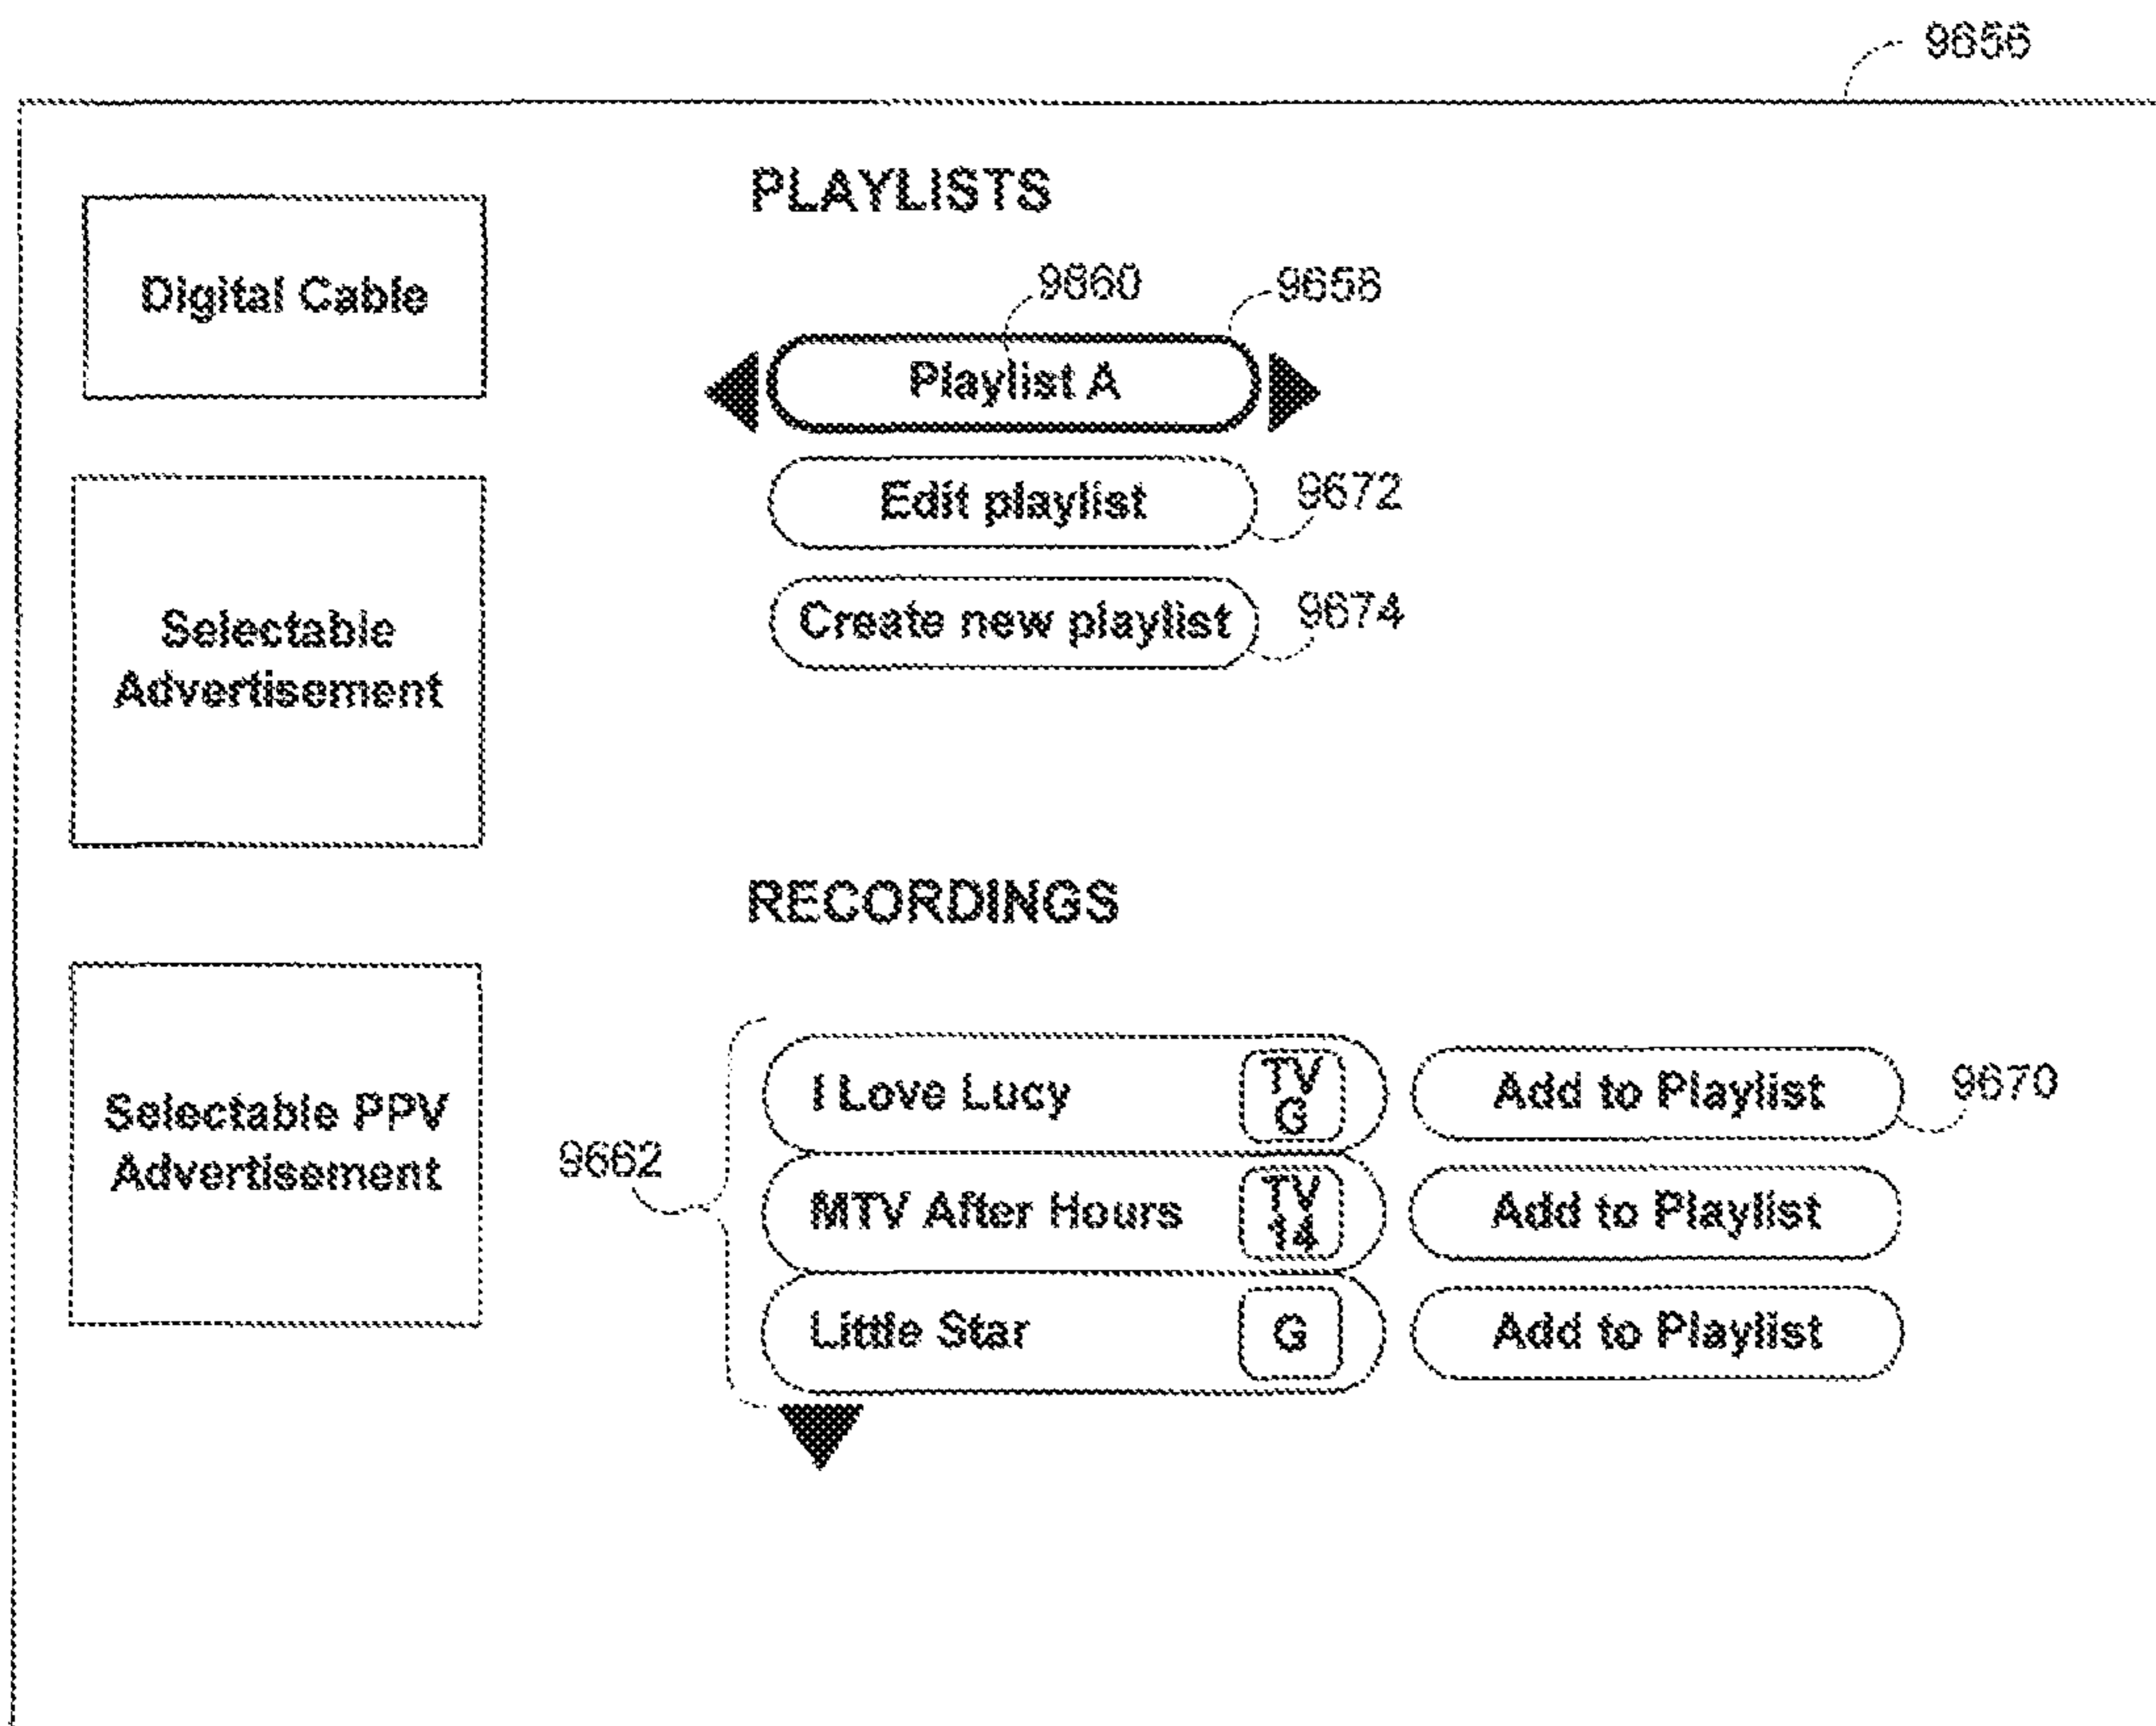 9656
PLAYLISTS
Digital Cable
9860 9658
Playlist A
Edit playlist 9672
Create new playlist 9674
Selectable
Advertisement
RECORDINGS
Selectable PPV
Advertisement
9662
I Love Lucy TV G Add to Playlist 9670
MTV After Hours TV 14 Add to Playlist
Little Star G Add to Playlist